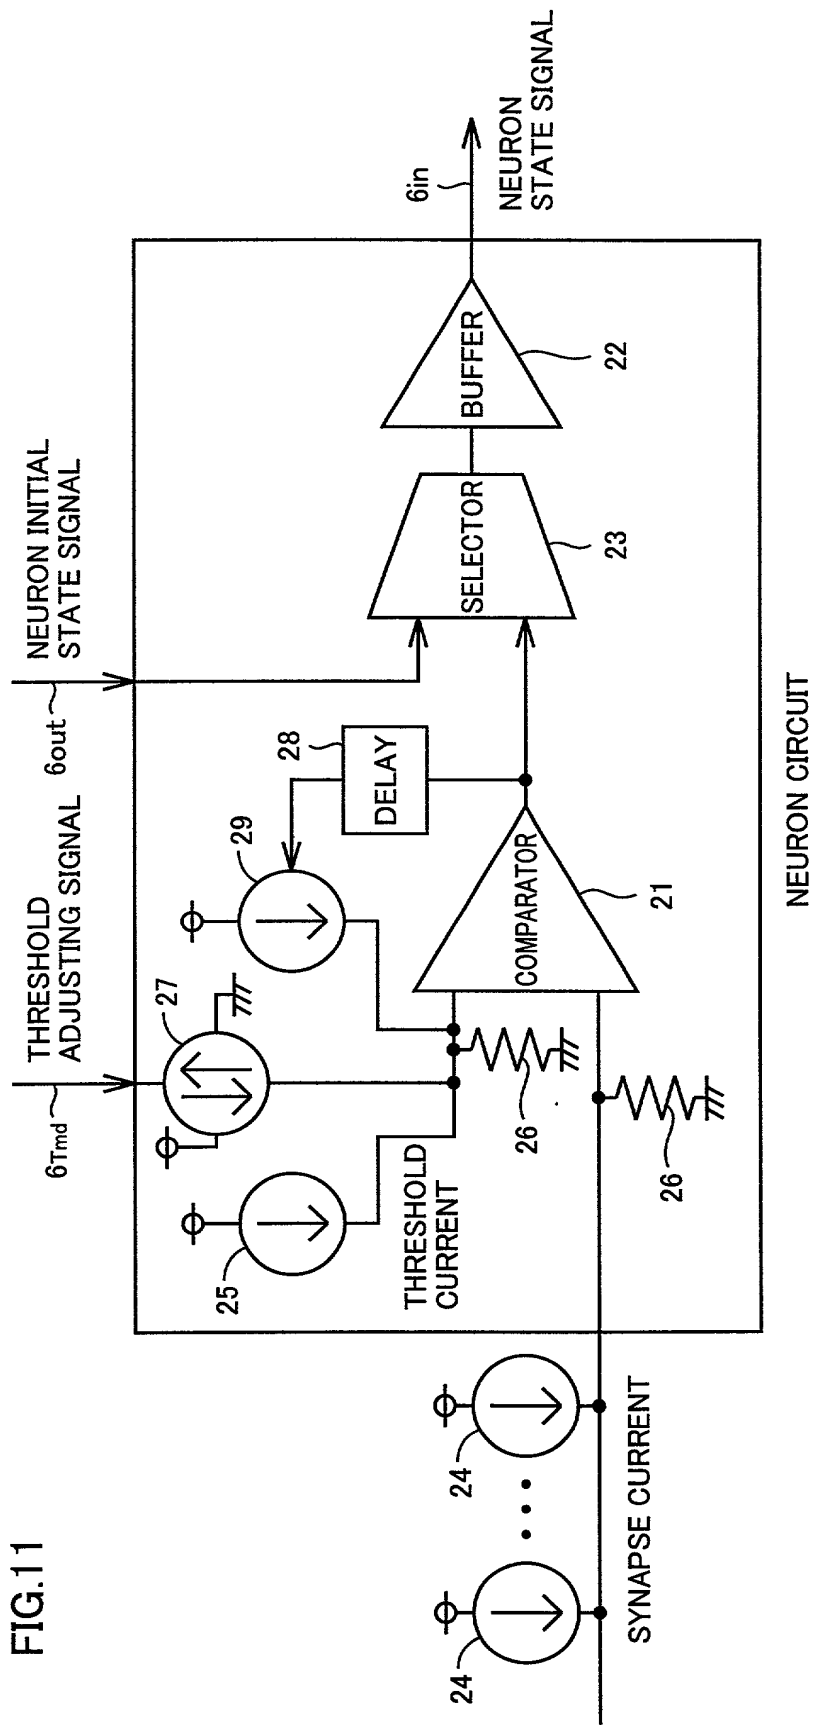 FIG.11
THRESHOLD
ADJUSTING SIGNAL
NEURON INITIAL
STATE SIGNAL
6Tmd
6out
27
29
28
DELAY
25
THRESHOLD
CURRENT
26
COMPARATOR
21
SELECTOR
23
BUFFER
22
6in
NEURON
STATE SIGNAL
24
24
26
SYNAPSE CURRENT
NEURON CIRCUIT